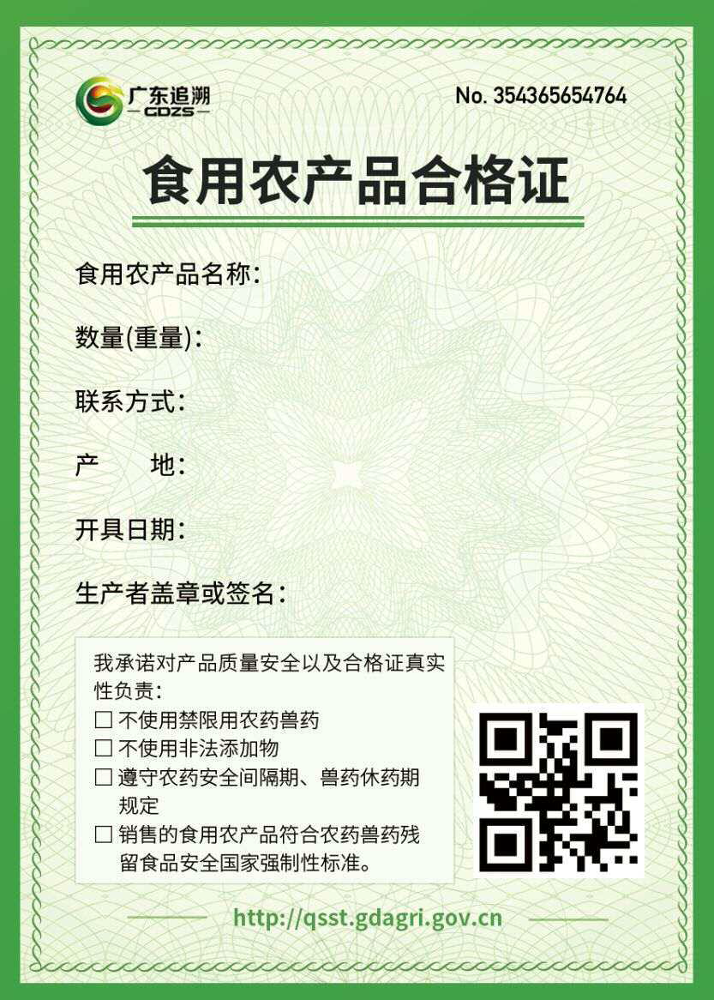 广东追溯
GDZS
No. 354365654764
食用农产品合格证
食用农产品名称：
数量(重量)：
联系方式：
产　　地：
开具日期：
生产者盖章或签名：
我承诺对产品质量安全以及合格证真实
性负责：
□ 不使用禁限用农药兽药
□ 不使用非法添加物
□ 遵守农药安全间隔期、兽药休药期
规定
□ 销售的食用农产品符合农药兽药残
留食品安全国家强制性标准。
http://qsst.gdagri.gov.cn